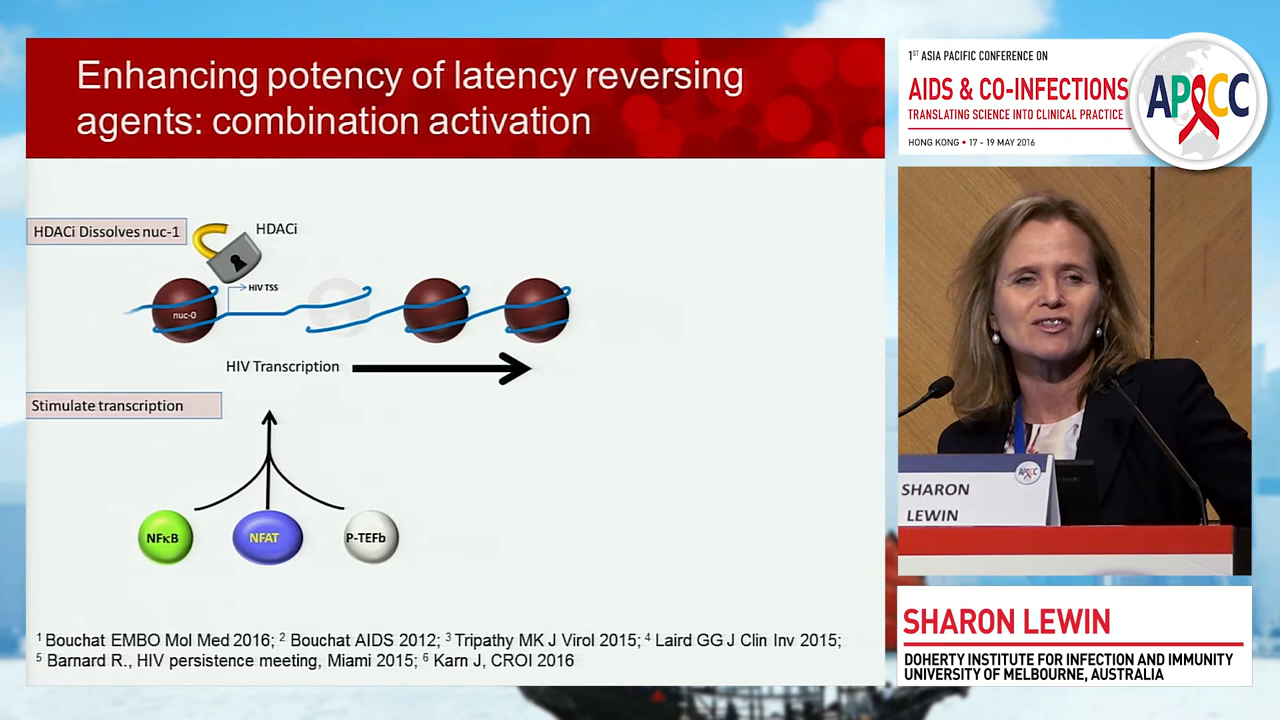 Enhancing potency of latency reversing
agents: combination activation
HDACi Dissolves nuc-1
HDACi
HIV TSS
nuc-0
HIV Transcription
Stimulate transcription
NFκB
NFAT
P-TEFb
1 Bouchat EMBO Mol Med 2016; 2 Bouchat AIDS 2012; 3 Tripathy MK J Virol 2015; 4 Laird GG J Clin Inv 2015;
5 Barnard R., HIV persistence meeting, Miami 2015; 6 Karn J, CROI 2016
1ST ASIA PACIFIC CONFERENCE ON
AIDS & CO-INFECTIONS
TRANSLATING SCIENCE INTO CLINICAL PRACTICE
HONG KONG • 17 - 19 MAY 2016
APACC
APACC
SHARON
LEWIN
SHARON LEWIN
DOHERTY INSTITUTE FOR INFECTION AND IMMUNITY
UNIVERSITY OF MELBOURNE, AUSTRALIA